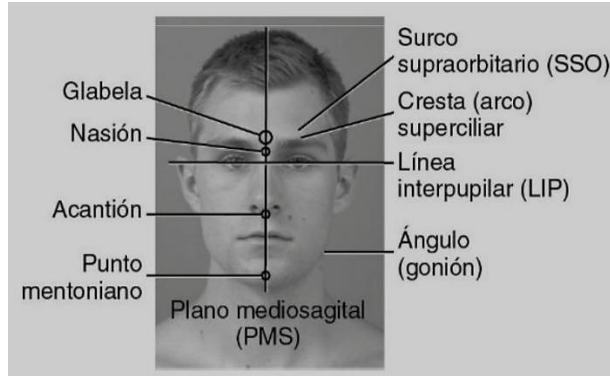 Glabela
Nasión
Acantión
Punto
mentoniano
Surco
supraorbitario (SSO)
Cresta (arco)
superciliar
Línea
interpupilar (LIP)
Ángulo
(gonión)
Plano mediosagital
(PMS)